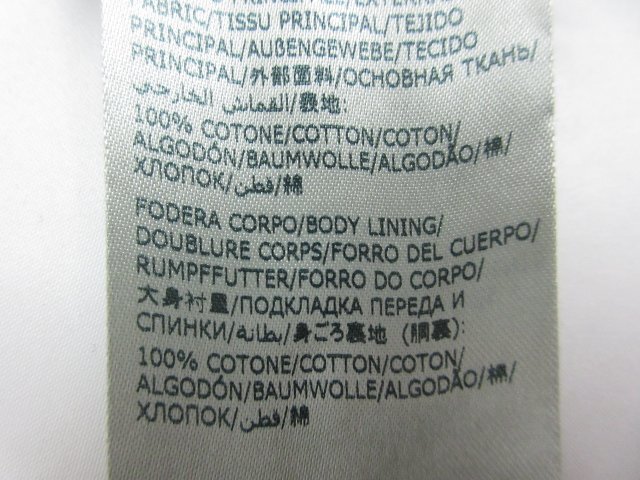 FABRIC/TISSU PRINCIPAL/TEJIDO
PRINCIPAL/AUßENGEWEBE/TECIDO
PRINCIPAL/外部面料/ОСНОВНАЯ ТКАНЬ/
القماش الخارجي/表地:
100% COTONE/COTTON/COTON/
ALGODÓN/BAUMWOLLE/ALGODÃO/棉/
ХЛОПОК/قطن/綿
FODERA CORPO/BODY LINING/
DOUBLURE CORPS/FORRO DEL CUERPO/
RUMPFFUTTER/FORRO DO CORPO/
大身衬里/ПОДКЛАДКА ПЕРЕДА И
СПИНКИ/بطانة/身ごろ裏地 (胴裏):
100% COTONE/COTTON/COTON/
ALGODÓN/BAUMWOLLE/ALGODÃO/棉/
ХЛОПОК/قطن/綿